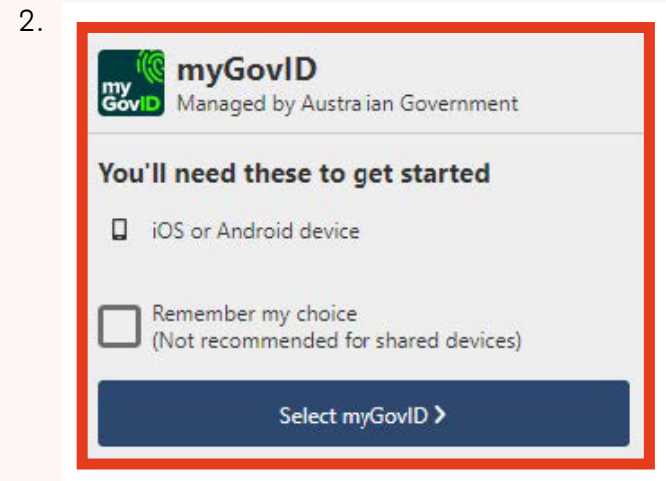 2.
my
GovID
myGovID
Managed by Austra ian Government
You'll need these to get started
iOS or Android device
Remember my choice
(Not recommended for shared devices)
Select myGovID >